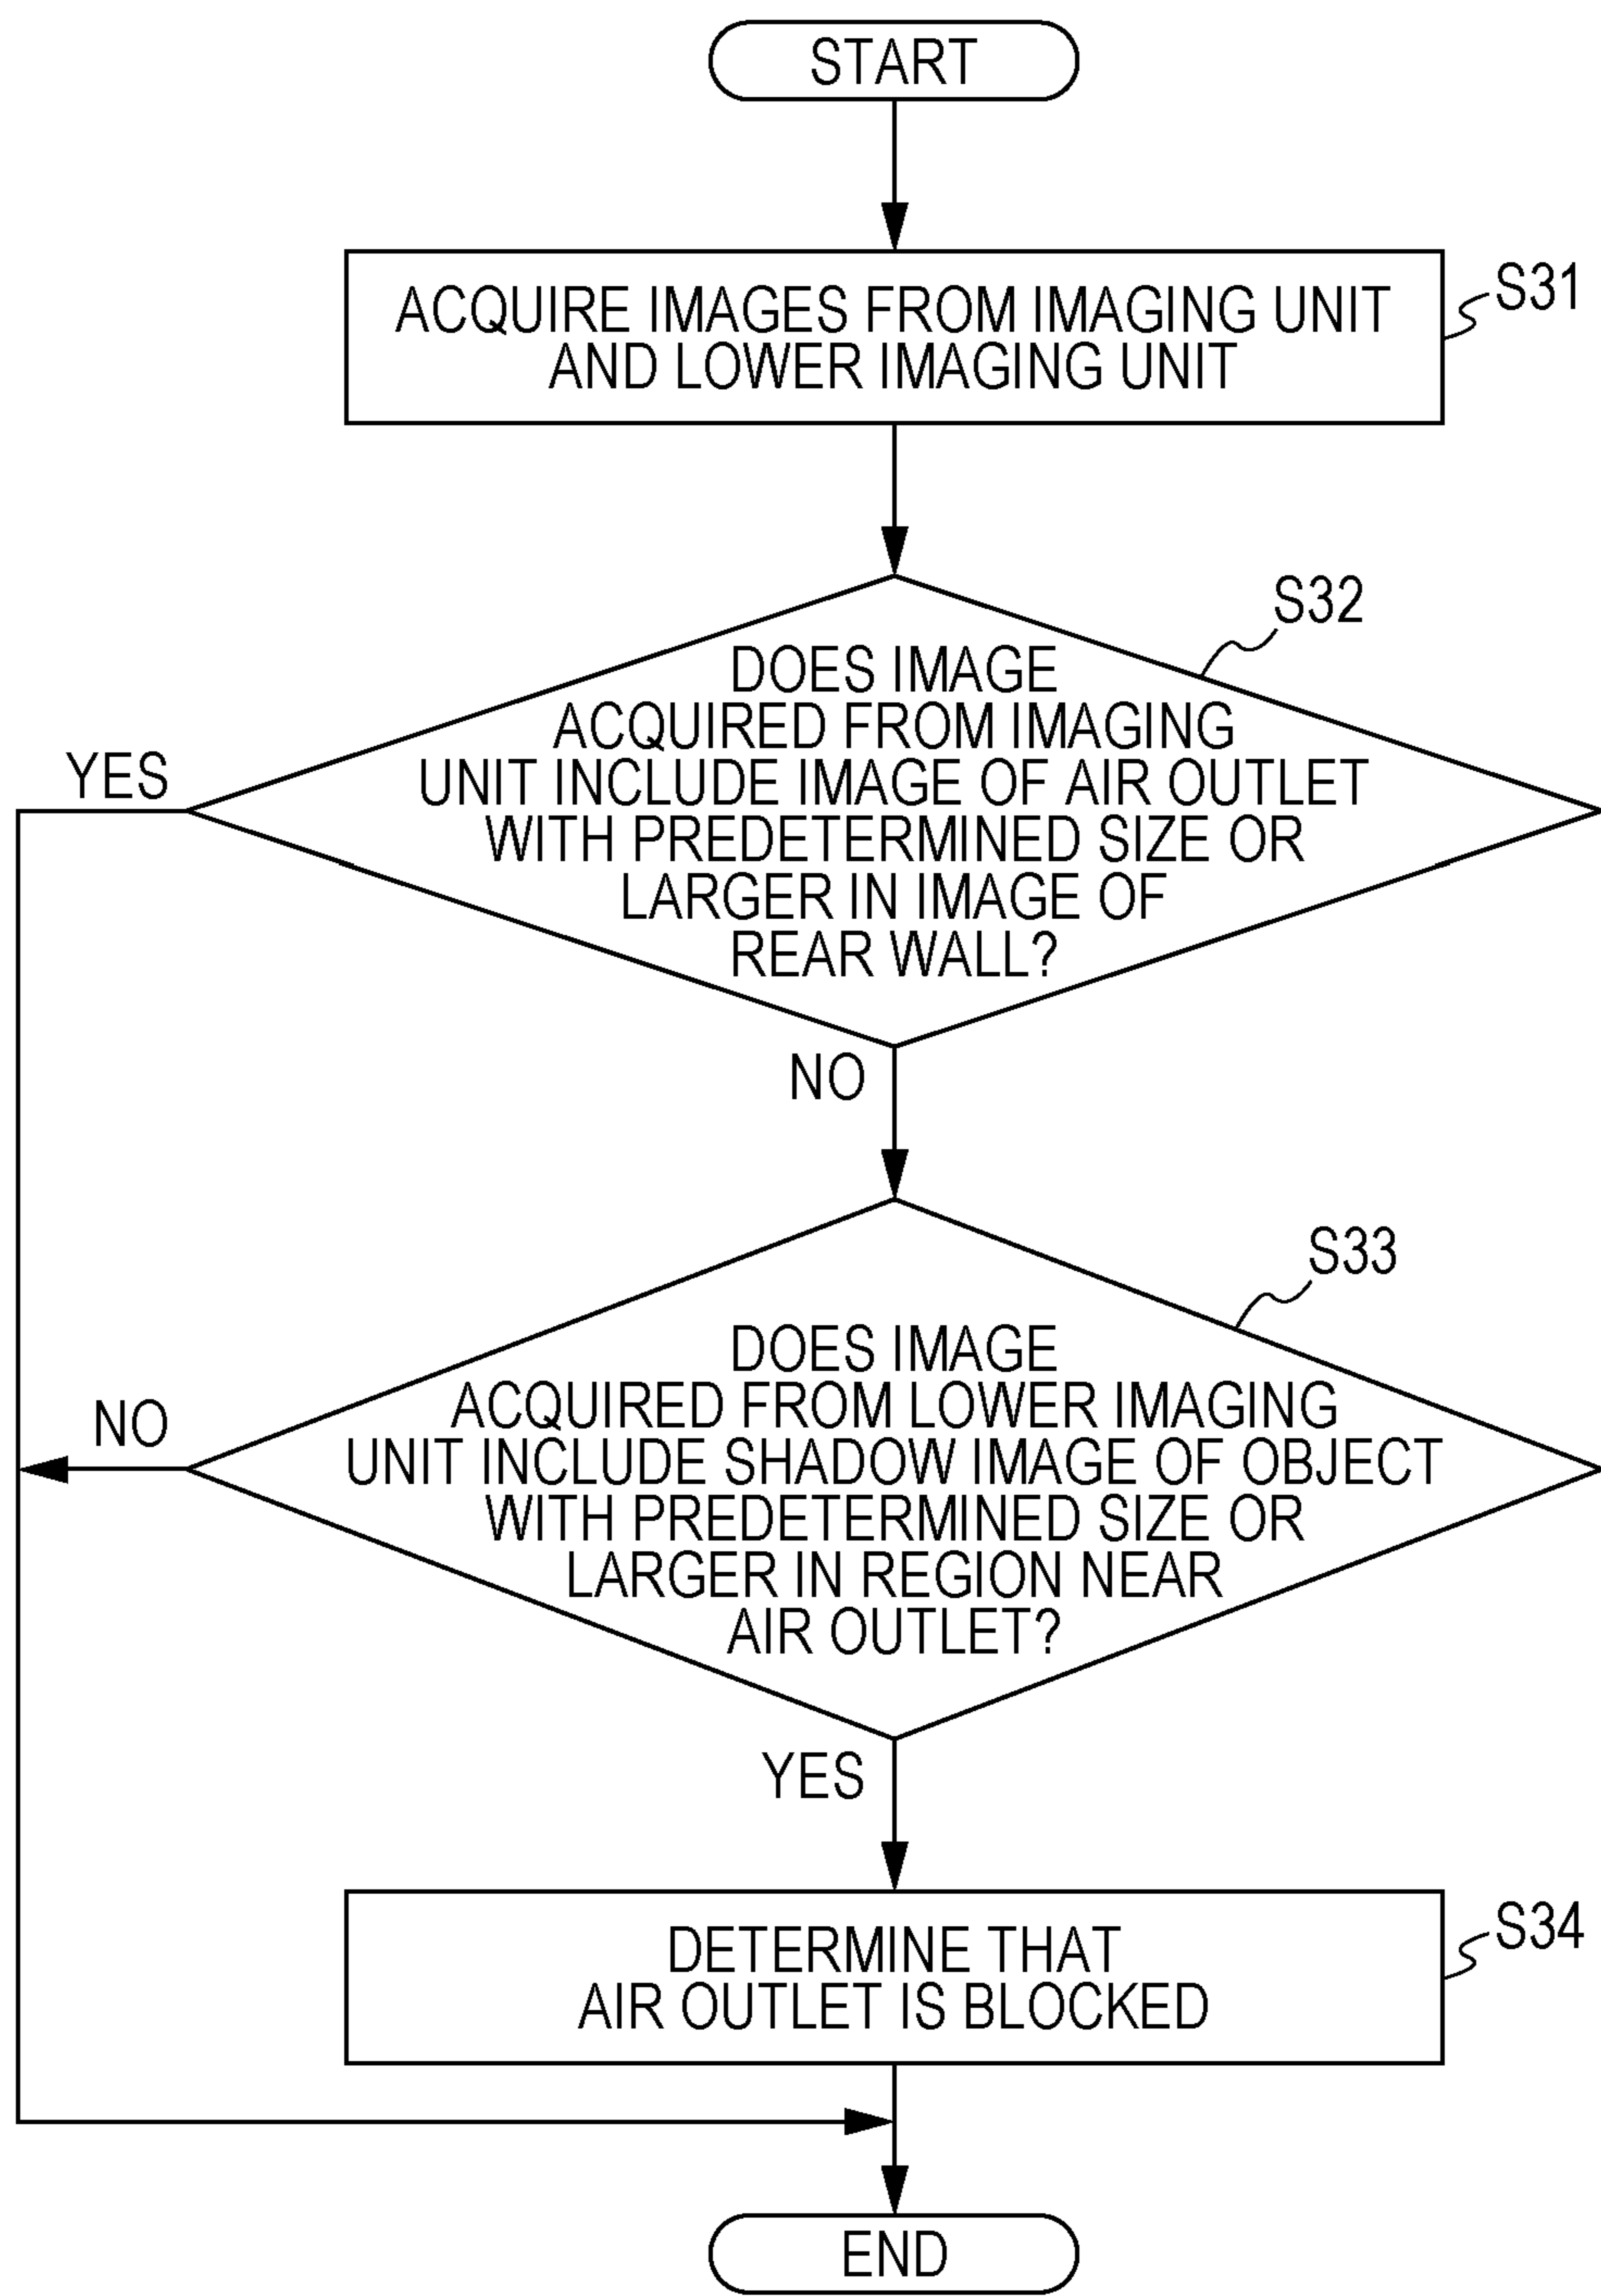 START
ACQUIRE IMAGES FROM IMAGING UNIT
AND LOWER IMAGING UNIT
S31
S32
DOES IMAGE
ACQUIRED FROM IMAGING
UNIT INCLUDE IMAGE OF AIR OUTLET
WITH PREDETERMINED SIZE OR
LARGER IN IMAGE OF
REAR WALL?
YES
NO
S33
DOES IMAGE
ACQUIRED FROM LOWER IMAGING
UNIT INCLUDE SHADOW IMAGE OF OBJECT
WITH PREDETERMINED SIZE OR
LARGER IN REGION NEAR
AIR OUTLET?
NO
YES
DETERMINE THAT
AIR OUTLET IS BLOCKED
S34
END